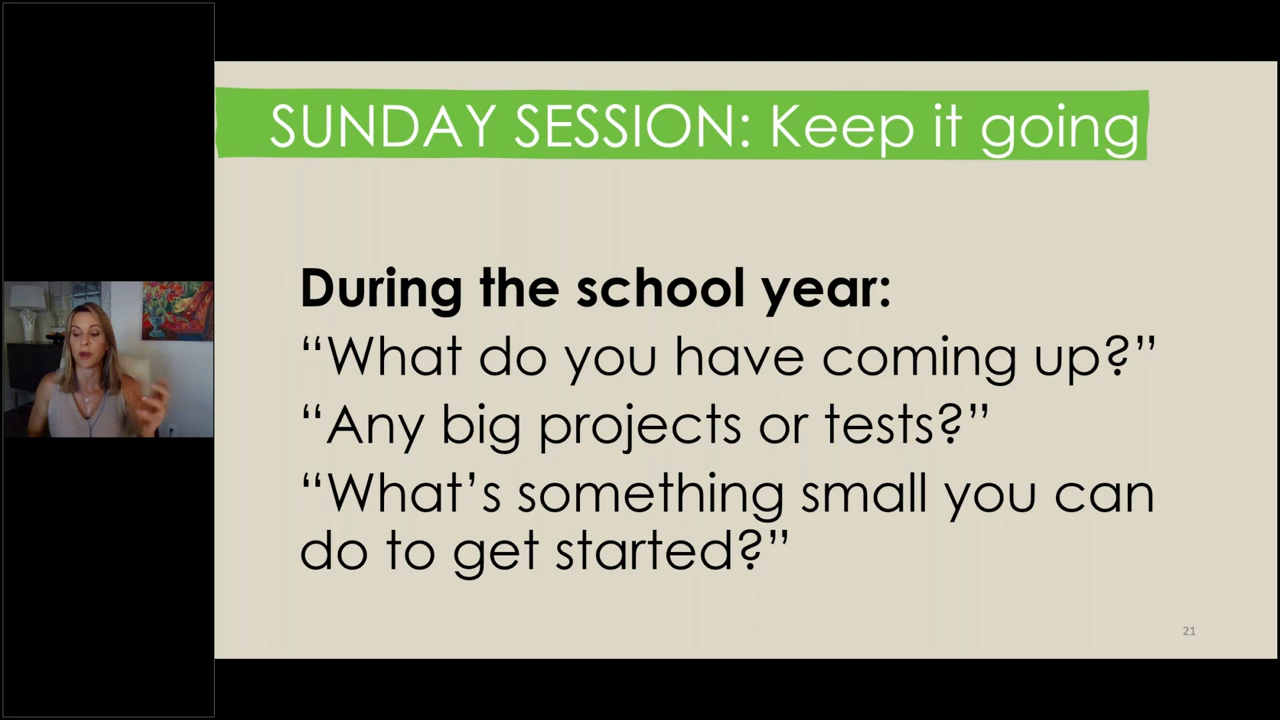 SUNDAY SESSION: Keep it going
During the school year:
“What do you have coming up?”
“Any big projects or tests?”
“What’s something small you can
do to get started?”
21